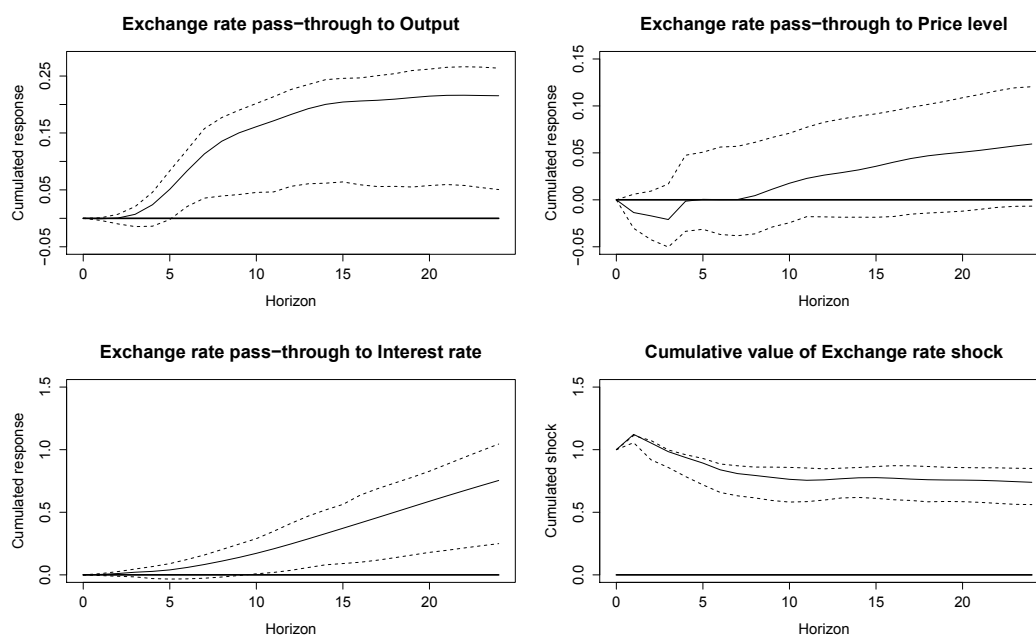 Exchange rate pass−through to Output
Cumulated response
−0.05 0.05 0.15 0.25
0 5 10 15 20
Horizon
Exchange rate pass−through to Price level
Cumulated response
−0.05 0.00 0.05 0.10 0.15
0 5 10 15 20
Horizon
Exchange rate pass−through to Interest rate
Cumulated response
0.0 0.5 1.0 1.5
0 5 10 15 20
Horizon
Cumulative value of Exchange rate shock
Cumulated shock
0.0 0.5 1.0 1.5
0 5 10 15 20
Horizon